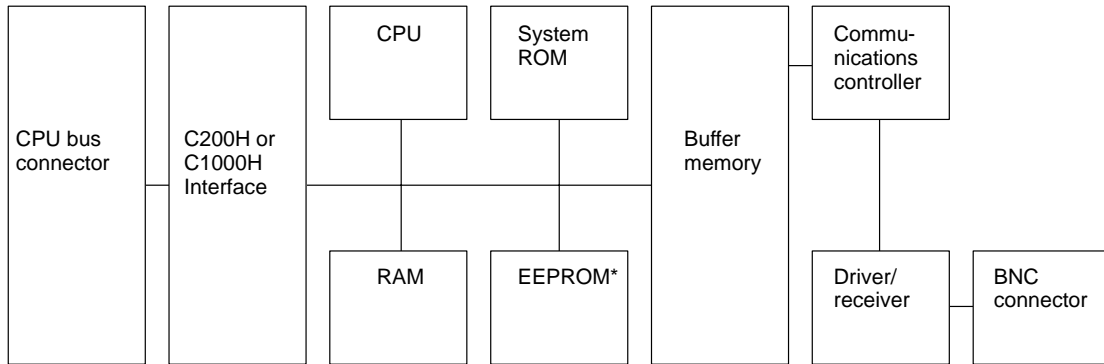 CPU bus
connector
C200H or
C1000H
Interface
CPU
System
ROM
RAM
EEPROM*
Buffer
memory
Commu-
nications
controller
Driver/
receiver
BNC
connector